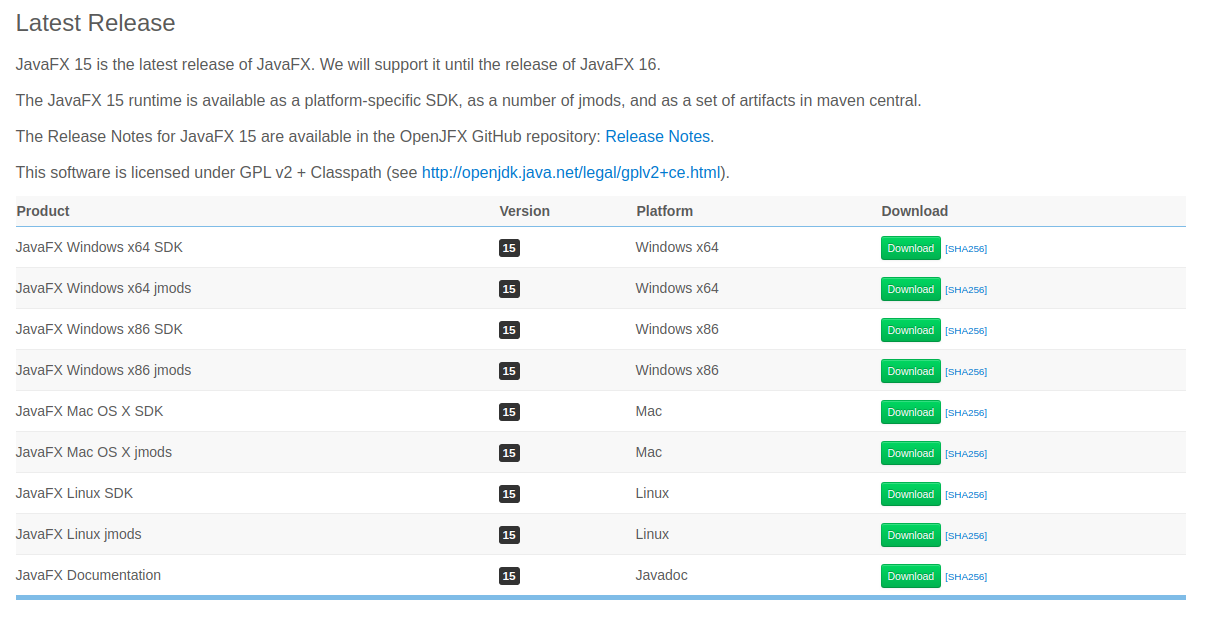 Latest Release
JavaFX 15 is the latest release of JavaFX. We will support it until the release of JavaFX 16.
The JavaFX 15 runtime is available as a platform-specific SDK, as a number of jmods, and as a set of artifacts in maven central.
The Release Notes for JavaFX 15 are available in the OpenJFX GitHub repository: Release Notes.
This software is licensed under GPL v2 + Classpath (see http://openjdk.java.net/legal/gplv2+ce.html).
Product Version Platform Download
JavaFX Windows x64 SDK 15 Windows x64 Download [SHA256]
JavaFX Windows x64 jmods 15 Windows x64 Download [SHA256]
JavaFX Windows x86 SDK 15 Windows x86 Download [SHA256]
JavaFX Windows x86 jmods 15 Windows x86 Download [SHA256]
JavaFX Mac OS X SDK 15 Mac Download [SHA256]
JavaFX Mac OS X jmods 15 Mac Download [SHA256]
JavaFX Linux SDK 15 Linux Download [SHA256]
JavaFX Linux jmods 15 Linux Download [SHA256]
JavaFX Documentation 15 Javadoc Download [SHA256]